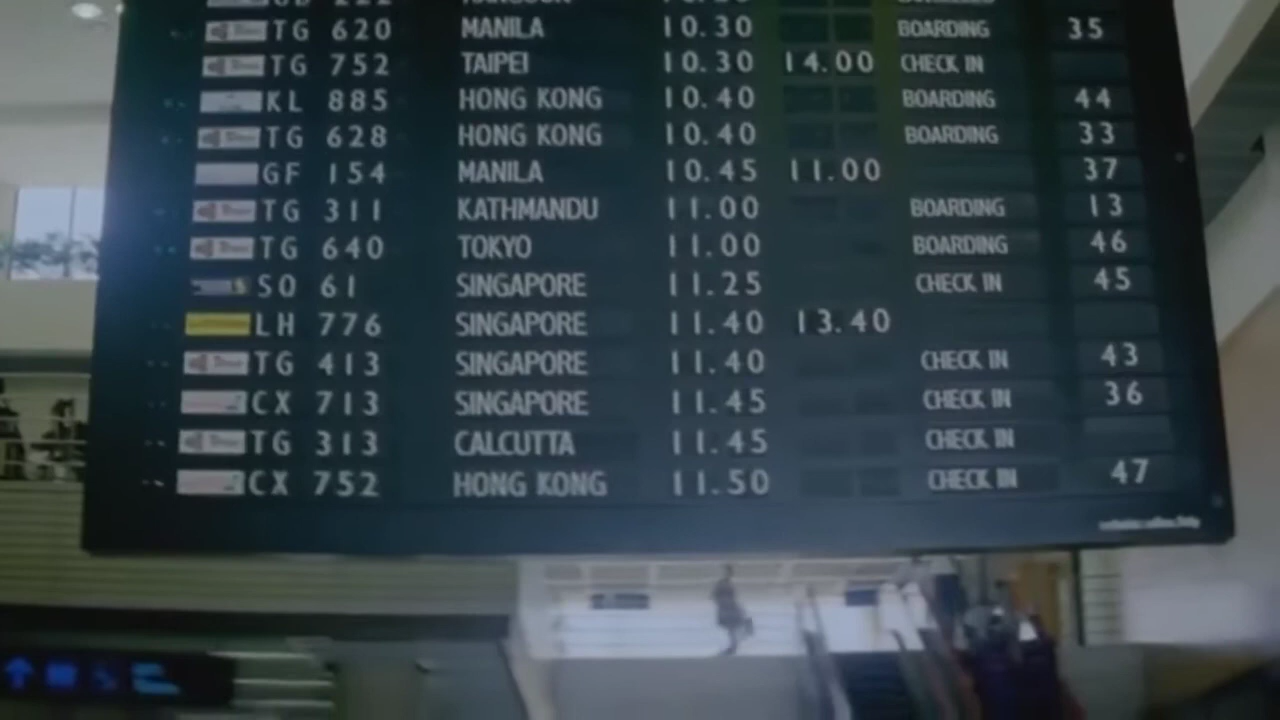 TG 620 MANILA 10.30 BOARDING 35
TG 752 TAIPEI 10.30 14.00 CHECK IN
KL 885 HONG KONG 10.40 BOARDING 44
TG 628 HONG KONG 10.40 BOARDING 33
GF 154 MANILA 10.45 11.00 37
TG 311 KATHMANDU 11.00 BOARDING 13
TG 640 TOKYO 11.00 BOARDING 46
SQ 61 SINGAPORE 11.25 CHECK IN 45
LH 776 SINGAPORE 11.40 13.40
TG 413 SINGAPORE 11.40 CHECK IN 43
CX 713 SINGAPORE 11.45 CHECK IN 36
TG 313 CALCUTTA 11.45 CHECK IN
CX 752 HONG KONG 11.50 CHECK IN 47